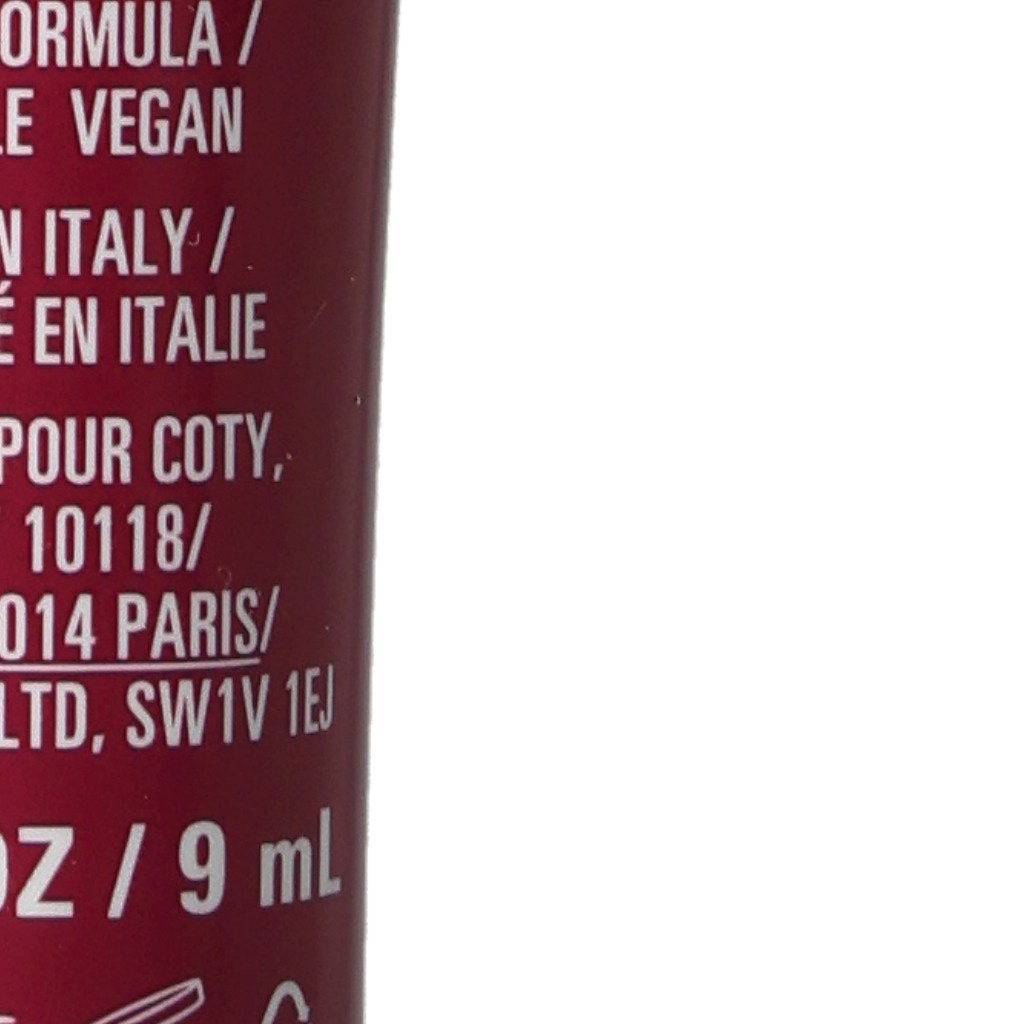 ORMULA /
LE VEGAN
N ITALY /
É EN ITALIE
POUR COTY,
10118/
014 PARIS/
LTD, SW1V 1EJ
OZ / 9 mL